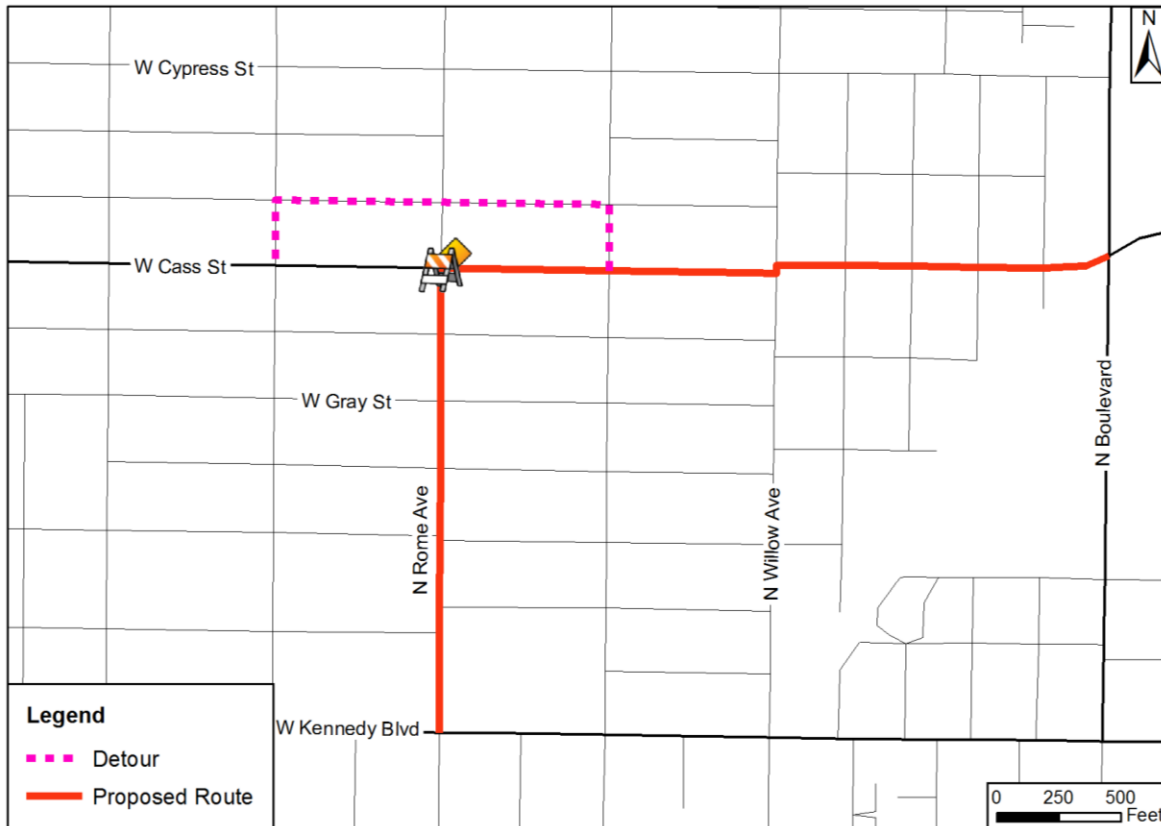 N
W Cypress St
W Cass St
W Gray St
N Rome Ave
N Willow Ave
N Boulevard
W Kennedy Blvd
Legend
Detour
Proposed Route
0 250 500
Feet